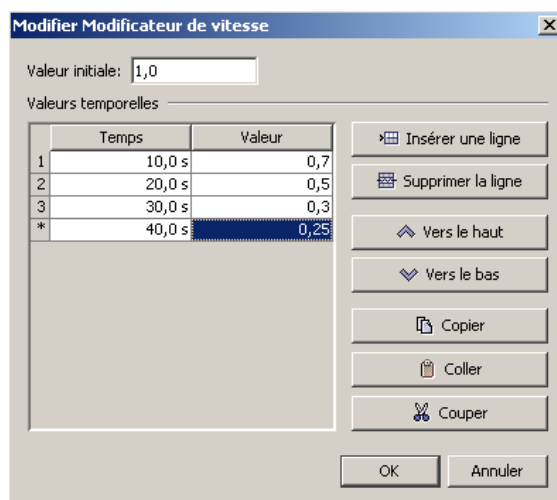 Modifier Modificateur de vitesse
Valeur initiale: 1,0
Valeurs temporelles
Temps Valeur
1 10,0 s 0,7
2 20,0 s 0,5
3 30,0 s 0,3
* 40,0 s 0,25
Insérer une ligne
Supprimer la ligne
Vers le haut
Vers le bas
Copier
Coller
Couper
OK Annuler